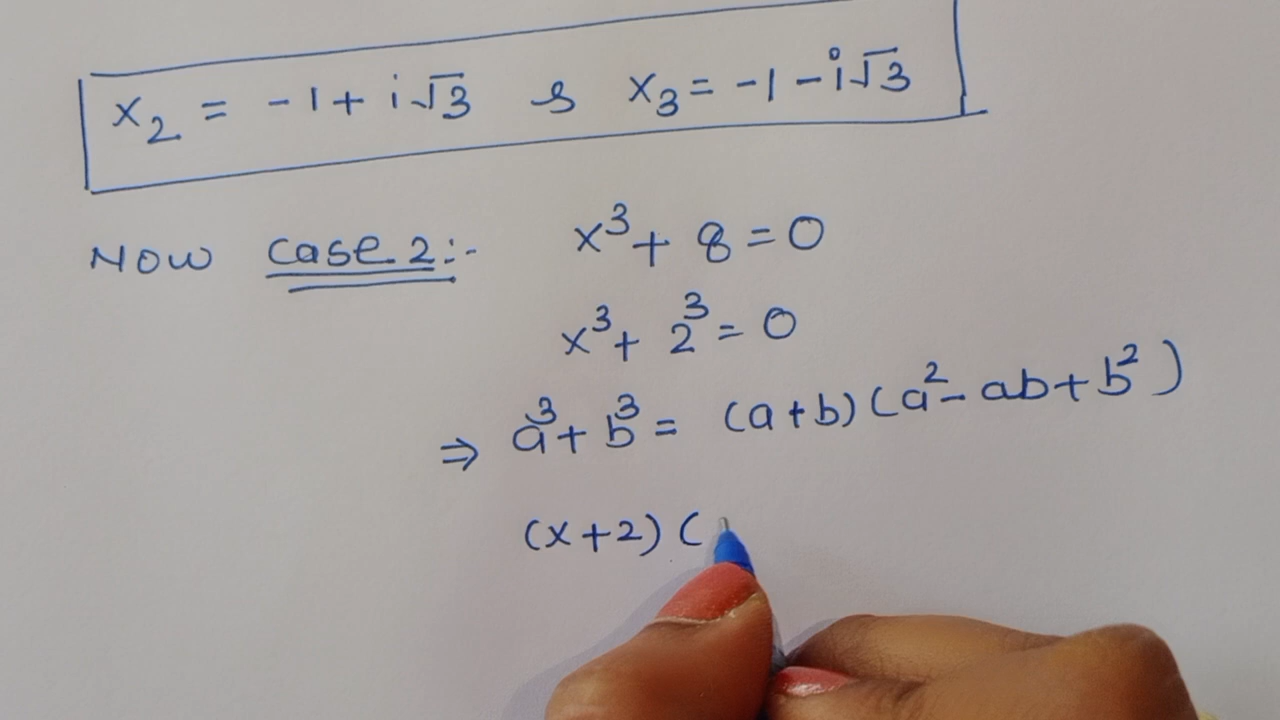 x₂ = -1 + i√3 & x₃ = -1 - i√3
Now Case 2:- x³ + 8 = 0
x³ + 2³ = 0
⇒ a³ + b³ = (a+b)(a² - ab + b²)
(x+2)(